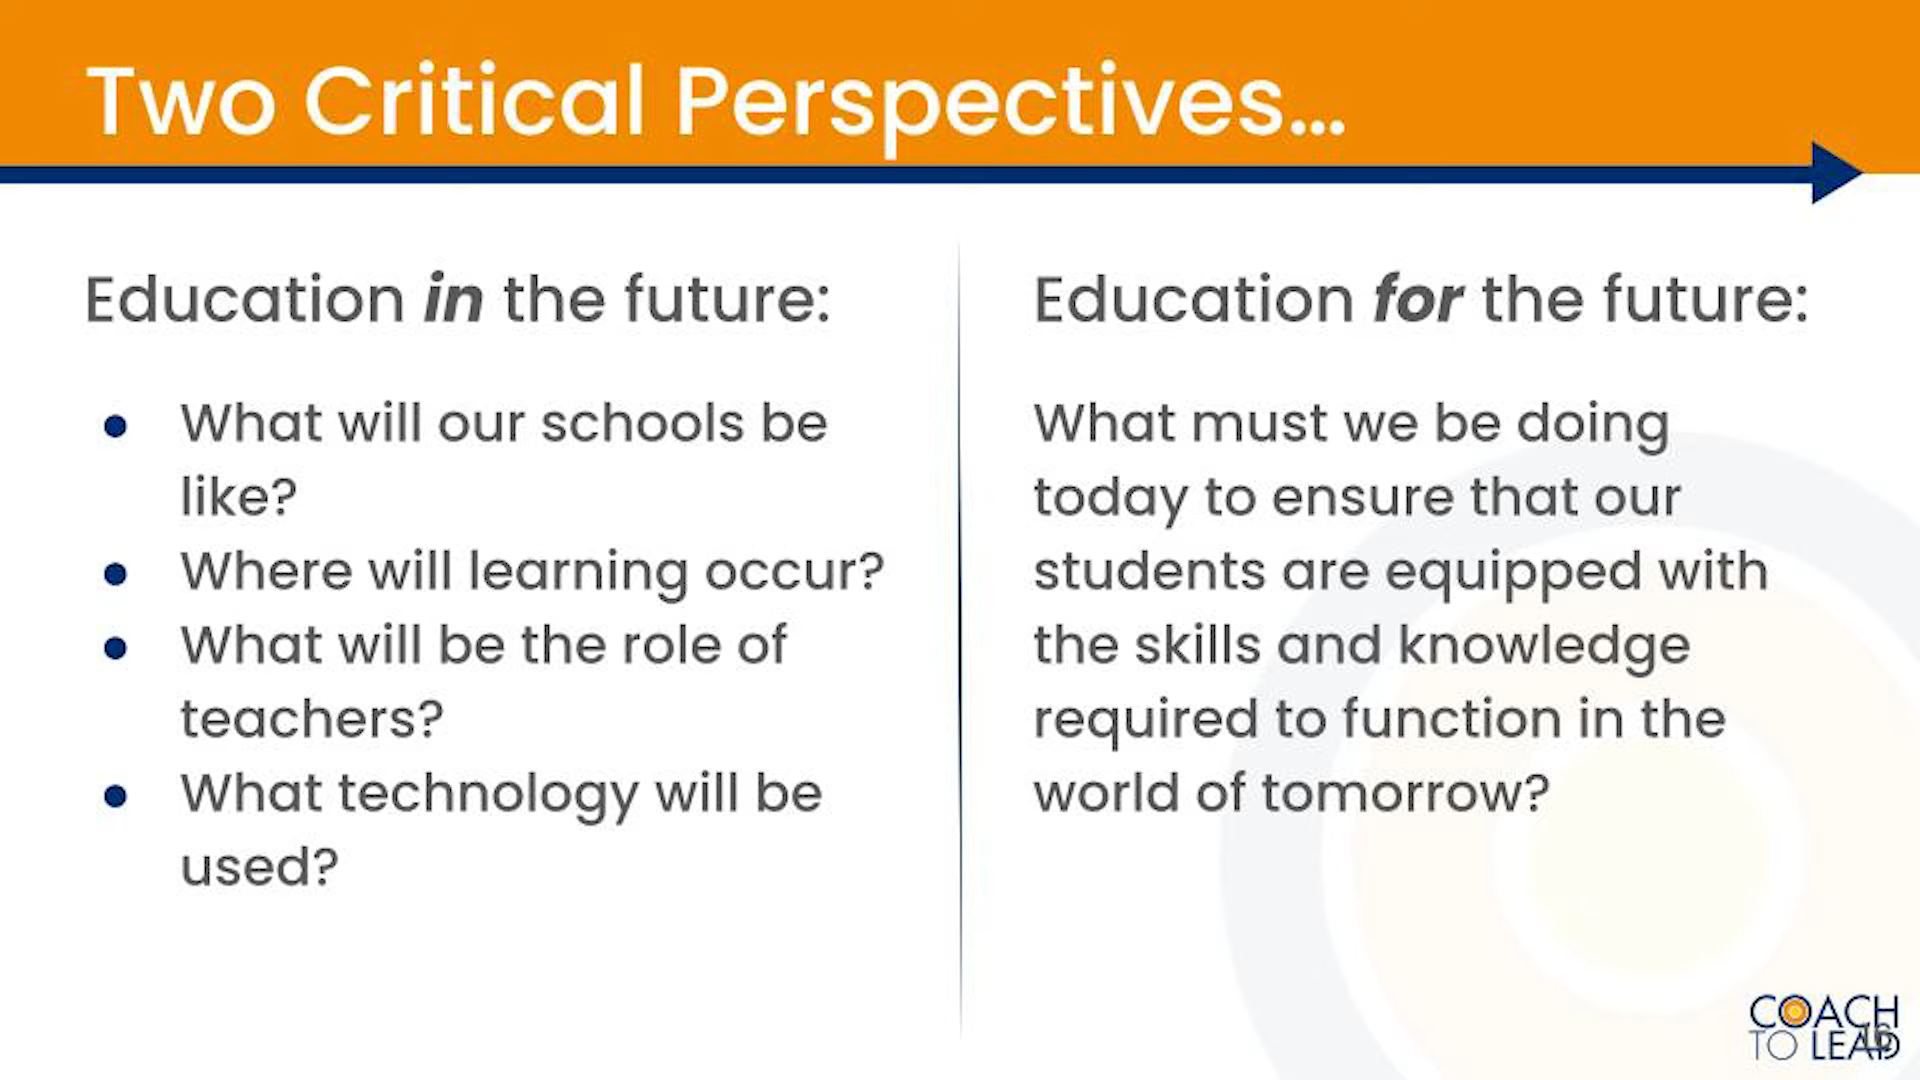 Two Critical Perspectives...
Education in the future:
● What will our schools be
like?
● Where will learning occur?
● What will be the role of
teachers?
● What technology will be
used?
Education for the future:
What must we be doing
today to ensure that our
students are equipped with
the skills and knowledge
required to function in the
world of tomorrow?
COACH
TO LEAD
16